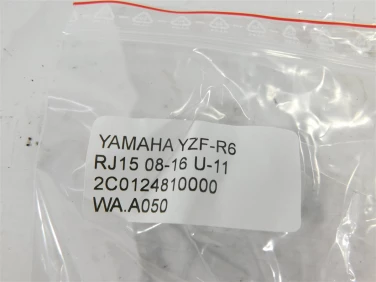 YAMAHA YZF-R6
RJ15 08-16 U-11
2C0124810000
WA.A050